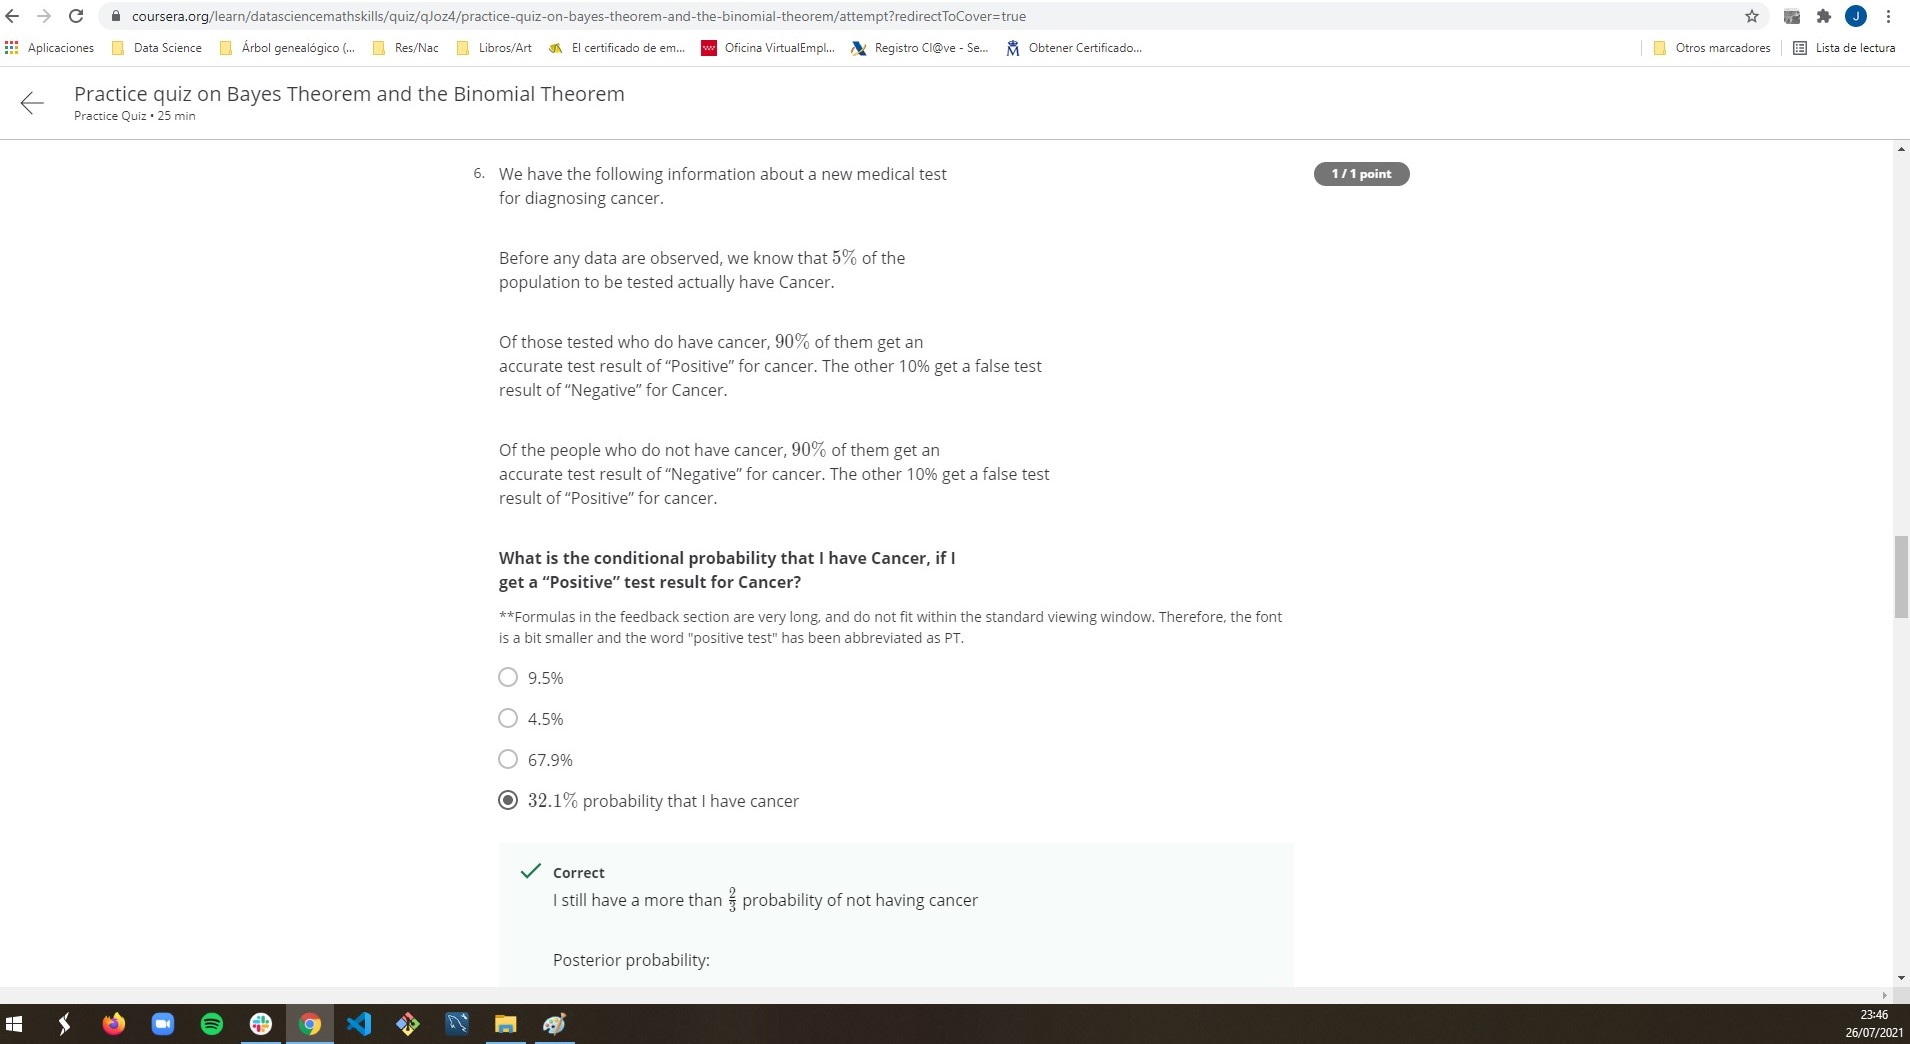 coursera.org/learn/datasciencemathskills/quiz/qJoz4/practice-quiz-on-bayes-theorem-and-the-binomial-theorem/attempt?redirectToCover=true
J
Aplicaciones Data Science Árbol genealógico (... Res/Nac Libros/Art El certificado de em... Oficina VirtualEmpl... Registro Cl@ve - Se... Obtener Certificado... Otros marcadores Lista de lectura
Practice quiz on Bayes Theorem and the Binomial Theorem
Practice Quiz • 25 min
6. We have the following information about a new medical test 1 / 1 point
for diagnosing cancer.
Before any data are observed, we know that 5% of the
population to be tested actually have Cancer.
Of those tested who do have cancer, 90% of them get an
accurate test result of “Positive” for cancer. The other 10% get a false test
result of “Negative” for Cancer.
Of the people who do not have cancer, 90% of them get an
accurate test result of “Negative” for cancer. The other 10% get a false test
result of “Positive” for cancer.
What is the conditional probability that I have Cancer, if I
get a “Positive” test result for Cancer?
**Formulas in the feedback section are very long, and do not fit within the standard viewing window. Therefore, the font
is a bit smaller and the word "positive test" has been abbreviated as PT.
9.5%
4.5%
67.9%
32.1% probability that I have cancer
Correct
I still have a more than 2/3 probability of not having cancer
Posterior probability:
23:46
26/07/2021